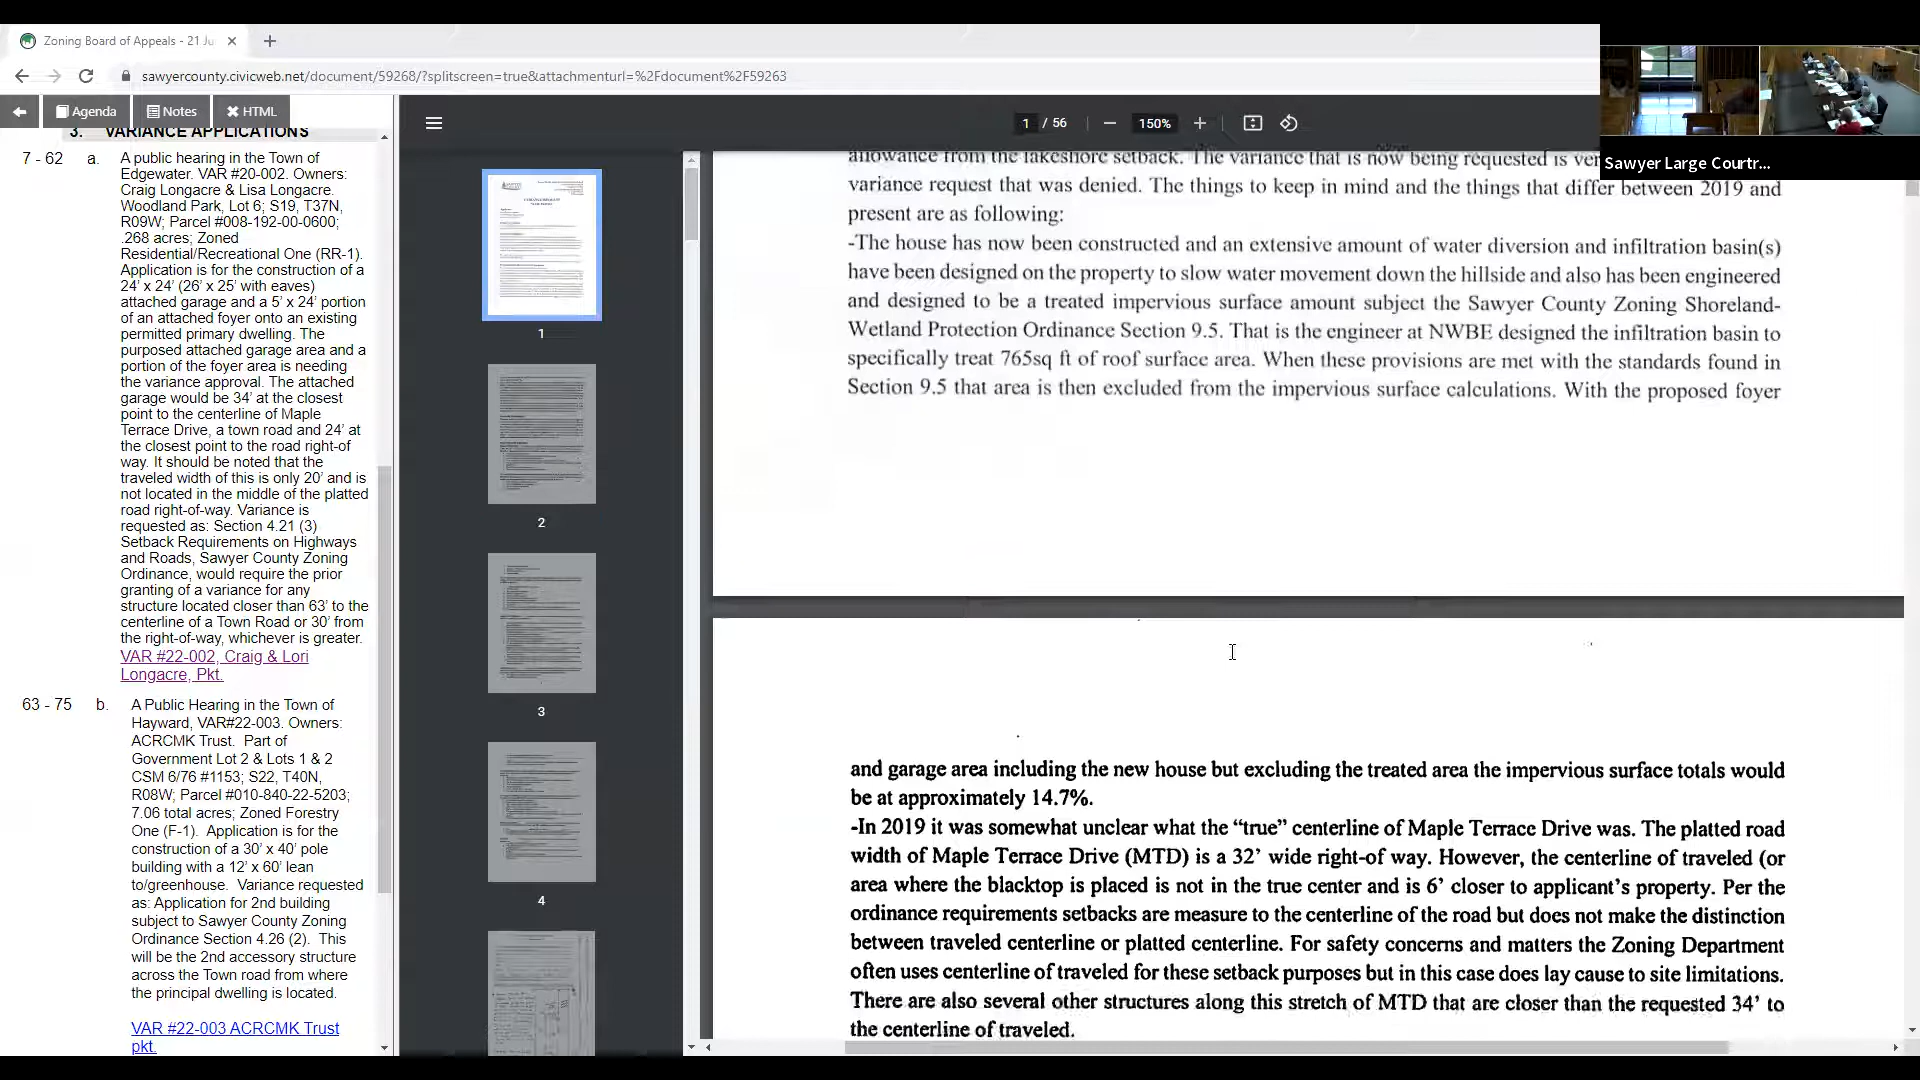 Zoning Board of Appeals - 21 Ju
sawyercounty.civicweb.net/document/59268/?splitscreen=true&attachmenturl=%2Fdocument%2F59263
Agenda
Notes
HTML
3. VARIANCE APPLICATIONS
7 - 62 a. A public hearing in the Town of
Edgewater. VAR #20-002. Owners:
Craig Longacre & Lisa Longacre.
Woodland Park, Lot 6; S19, T37N,
R09W; Parcel #008-192-00-0600;
.268 acres; Zoned
Residential/Recreational One (RR-1).
Application is for the construction of a
24' x 24' (26' x 25' with eaves)
attached garage and a 5' x 24' portion
of an attached foyer onto an existing
permitted primary dwelling. The
purposed attached garage area and a
portion of the foyer area is needing
the variance approval. The attached
garage would be 34' at the closest
point to the centerline of Maple
Terrace Drive, a town road and 24' at
the closest point to the road right-of
way. It should be noted that the
traveled width of this is only 20' and is
not located in the middle of the platted
road right-of-way. Variance is
requested as: Section 4.21 (3)
Setback Requirements on Highways
and Roads, Sawyer County Zoning
Ordinance, would require the prior
granting of a variance for any
structure located closer than 63' to the
centerline of a Town Road or 30' from
the right-of-way, whichever is greater.
VAR #22-002, Craig & Lori
Longacre, Pkt.
63 - 75 b. A Public Hearing in the Town of
Hayward, VAR#22-003. Owners:
ACRCMK Trust. Part of
Government Lot 2 & Lots 1 & 2
CSM 6/76 #1153; S22, T40N,
R08W; Parcel #010-840-22-5203;
7.06 total acres; Zoned Forestry
One (F-1). Application is for the
construction of a 30' x 40' pole
building with a 12' x 60' lean
to/greenhouse. Variance requested
as: Application for 2nd building
subject to Sawyer County Zoning
Ordinance Section 4.26 (2). This
will be the 2nd accessory structure
across the Town road from where
the principal dwelling is located.
VAR #22-003 ACRCMK Trust
pkt.
1 / 56
150%
1
2
3
4
allowance from the lakeshore setback. The variance that is now being requested is ver
variance request that was denied. The things to keep in mind and the things that differ between 2019 and
present are as following:
-The house has now been constructed and an extensive amount of water diversion and infiltration basin(s)
have been designed on the property to slow water movement down the hillside and also has been engineered
and designed to be a treated impervious surface amount subject the Sawyer County Zoning Shoreland-
Wetland Protection Ordinance Section 9.5. That is the engineer at NWBE designed the infiltration basin to
specifically treat 765sq ft of roof surface area. When these provisions are met with the standards found in
Section 9.5 that area is then excluded from the impervious surface calculations. With the proposed foyer
and garage area including the new house but excluding the treated area the impervious surface totals would
be at approximately 14.7%.
-In 2019 it was somewhat unclear what the “true” centerline of Maple Terrace Drive was. The platted road
width of Maple Terrace Drive (MTD) is a 32’ wide right-of way. However, the centerline of traveled (or
area where the blacktop is placed is not in the true center and is 6’ closer to applicant’s property. Per the
ordinance requirements setbacks are measure to the centerline of the road but does not make the distinction
between traveled centerline or platted centerline. For safety concerns and matters the Zoning Department
often uses centerline of traveled for these setback purposes but in this case does lay cause to site limitations.
There are also several other structures along this stretch of MTD that are closer than the requested 34’ to
the centerline of traveled.
Sawyer Large Courtr...